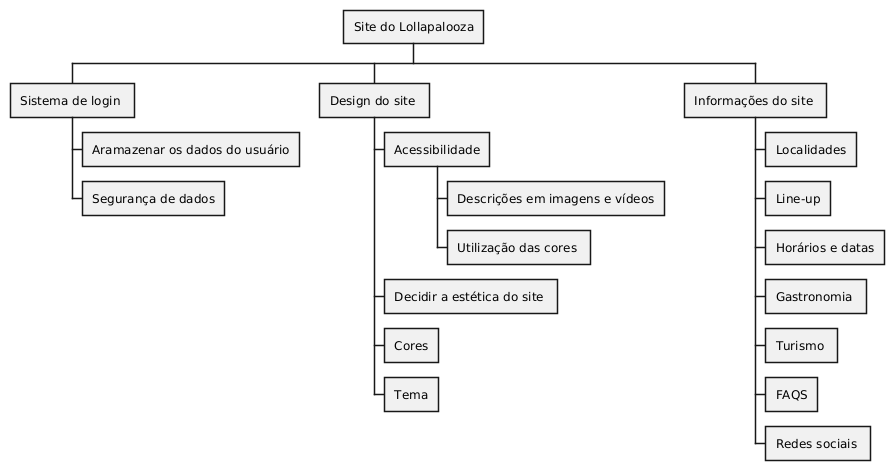 Site do Lollapalooza
Sistema de login
Aramazenar os dados do usuário
Segurança de dados
Design do site
Acessibilidade
Descrições em imagens e vídeos
Utilização das cores
Decidir a estética do site
Cores
Tema
Informações do site
Localidades
Line-up
Horários e datas
Gastronomia
Turismo
FAQS
Redes sociais